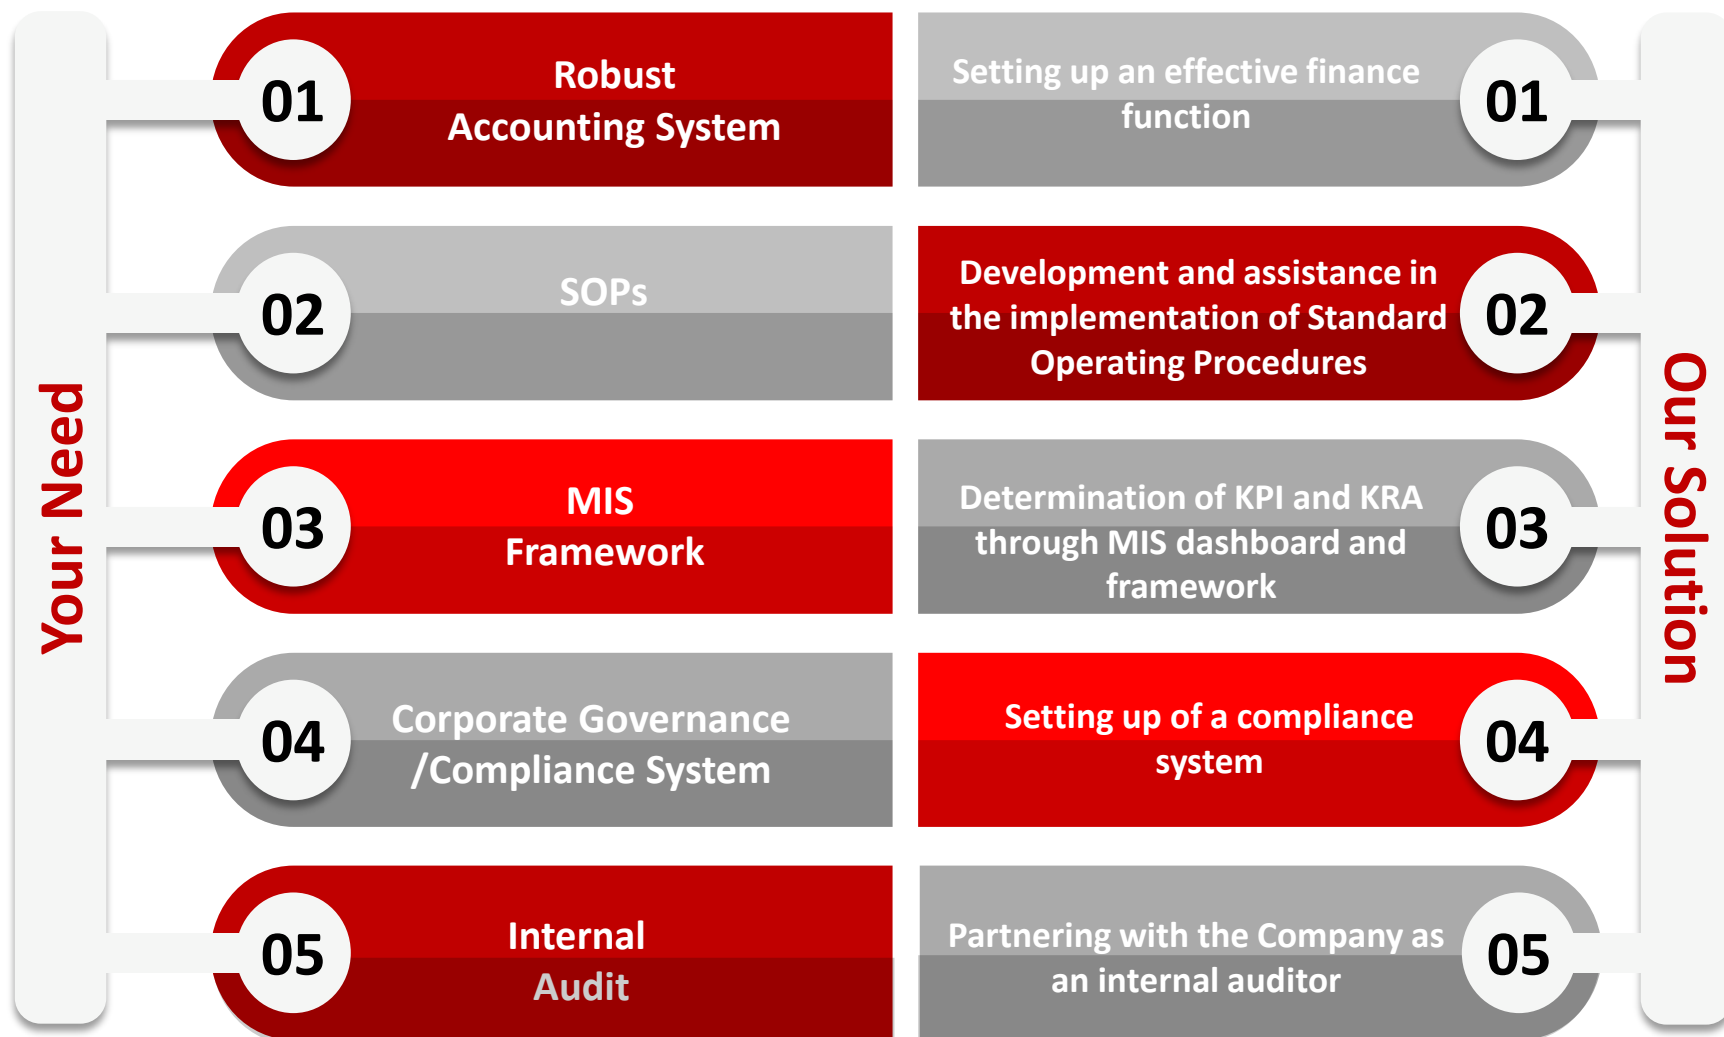 Your Need
01
Robust
Accounting System
Setting up an effective finance
function
01
02
SOPs
Development and assistance in
the implementation of Standard
Operating Procedures
02
03
MIS
Framework
Determination of KPI and KRA
through MIS dashboard and
framework
03
04
Corporate Governance
/Compliance System
Setting up of a compliance
system
04
05
Internal
Audit
Partnering with the Company as
an internal auditor
05
Our Solution